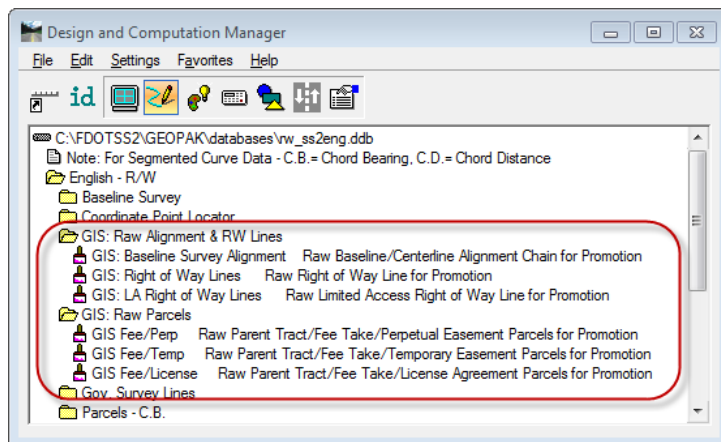 Design and Computation Manager
File Edit Settings Favorites Help
id
C:\FDOTSS2\GEOPAK\databases\rw_ss2eng.ddb
Note: For Segmented Curve Data - C.B.= Chord Bearing, C.D.= Chord Distance
English - R/W
Baseline Survey
Coordinate Point Locator
GIS: Raw Alignment & RW Lines
GIS: Baseline Survey Alignment Raw Baseline/Centerline Alignment Chain for Promotion
GIS: Right of Way Lines Raw Right of Way Line for Promotion
GIS: LA Right of Way Lines Raw Limited Access Right of Way Line for Promotion
GIS: Raw Parcels
GIS Fee/Perp Raw Parent Tract/Fee Take/Perpetual Easement Parcels for Promotion
GIS Fee/Temp Raw Parent Tract/Fee Take/Temporary Easement Parcels for Promotion
GIS Fee/License Raw Parent Tract/Fee Take/License Agreement Parcels for Promotion
Gov. Survey Lines
Parcels - C.B.